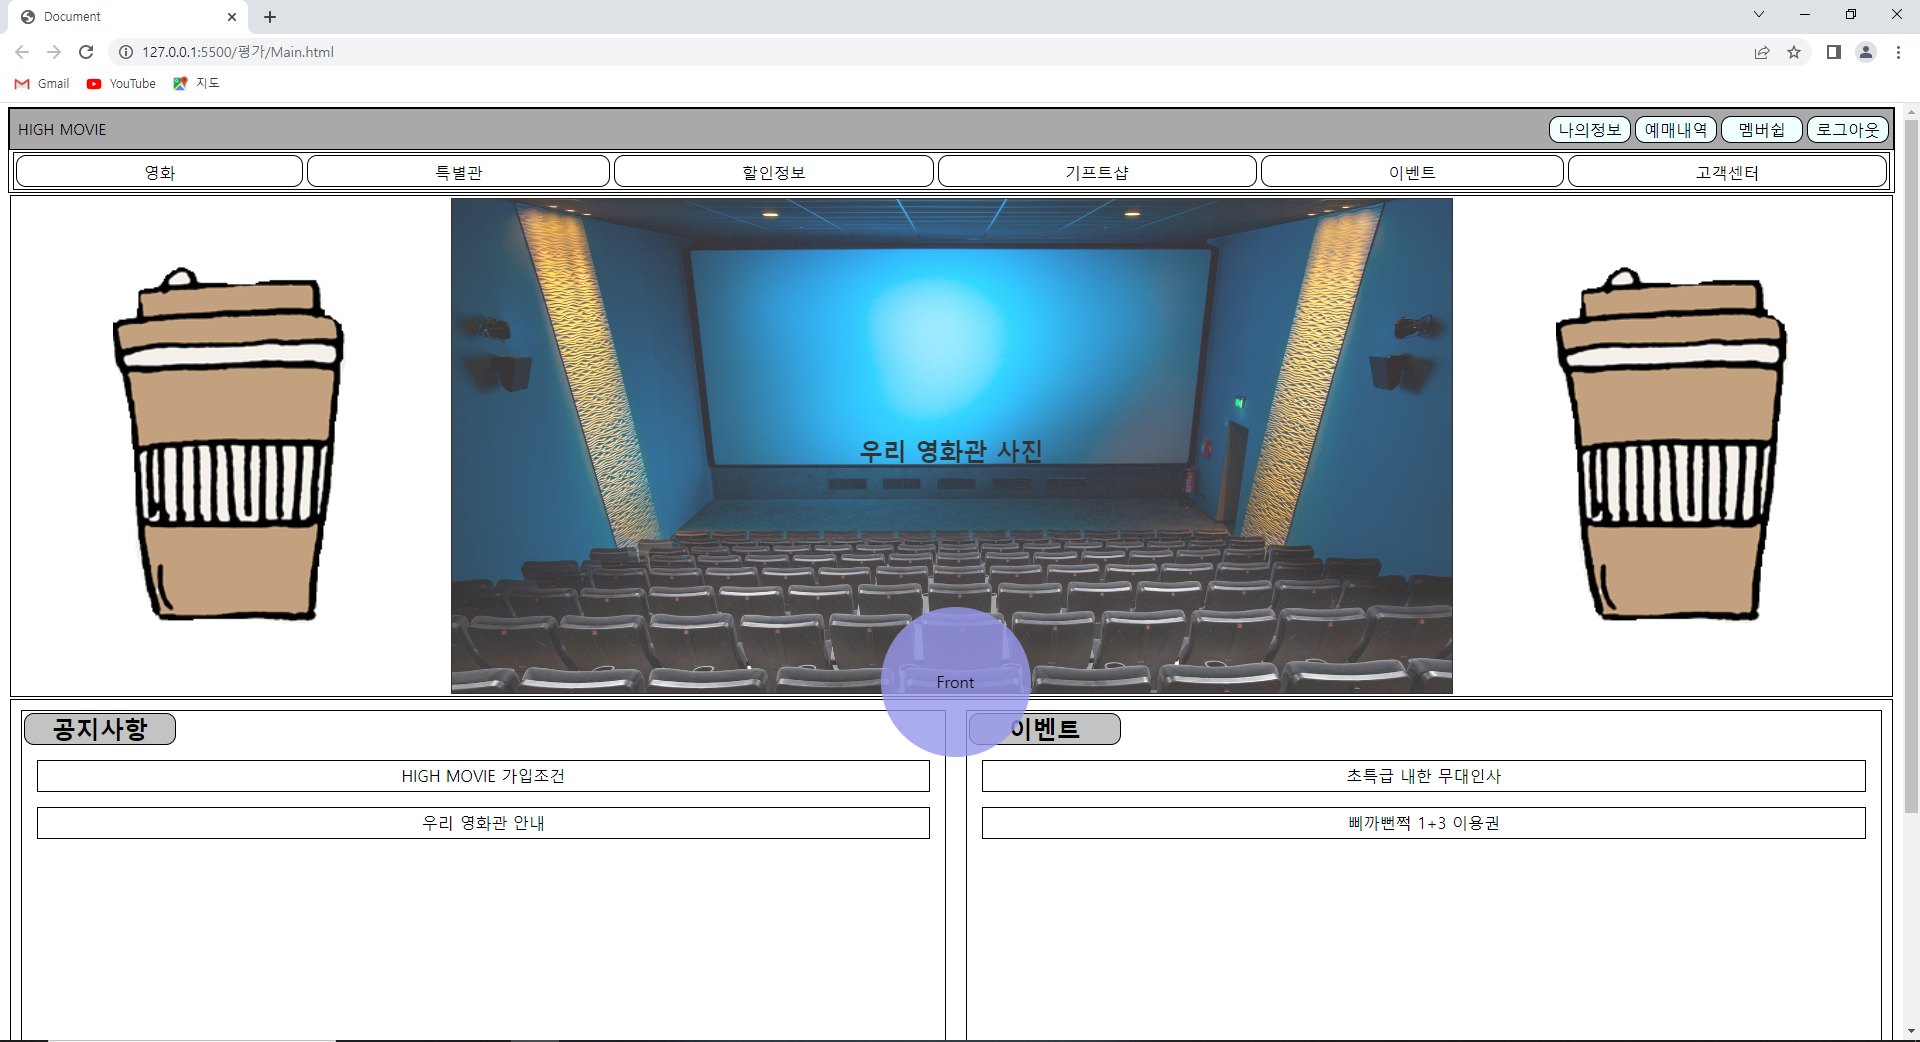 Document
127.0.0.1:5500/평가/Main.html
Gmail YouTube 지도
HIGH MOVIE 나의정보 예매내역 멤버쉽 로그아웃
영화 특별관 할인정보 기프트샵 이벤트 고객센터
우리 영화관 사진
Front
공지사항 이벤트
HIGH MOVIE 가입조건 초특급 내한 무대인사
우리 영화관 안내 삐까뻔쩍 1+3 이용권